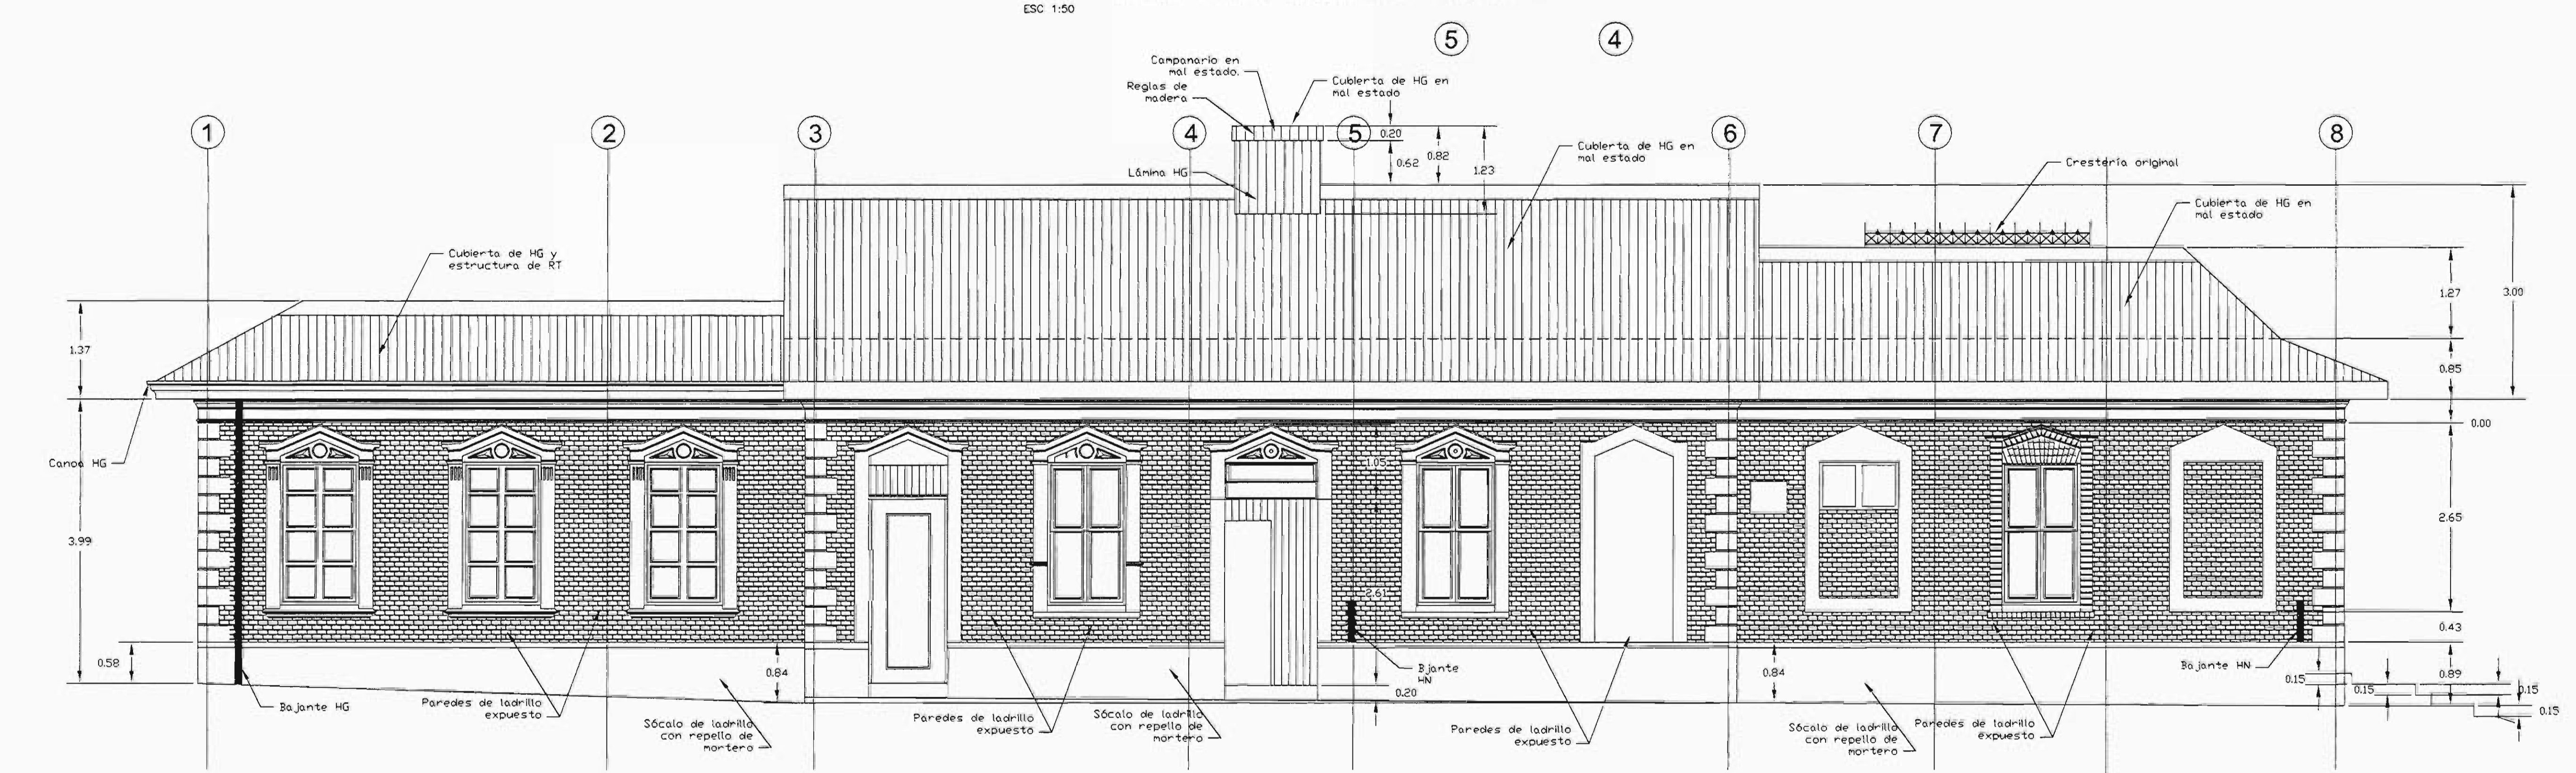 ESC 1:50
5
4
Campanario en
mal estado.
Reglas de
madera
Cubierta de HG en
mal estado
1
2
3
4
5
6
7
8
0.20
0.62
0.82
1.23
Lámina HG
Cubierta de HG en
mal estado
Crestería original
Cubierta de HG en
mal estado
Cubierta de HG y
estructura de RT
1.37
1.27
3.00
0.85
0.00
Canoa HG
1.05
3.99
2.65
2.61
0.43
0.58
0.84
Bjante
HN
0.20
0.84
Bajante HN
0.15
0.15
0.89
0.15
0.15
Bajante HG
Paredes de ladrillo
expuesto
Sócalo de ladrillo
con repello de
mortero
Paredes de ladrillo
expuesto
Sócalo de ladrillo
con repello de
mortero
Paredes de ladrillo
expuesto
Sócalo de ladrillo
con repello de
mortero
Paredes de ladrillo
expuesto